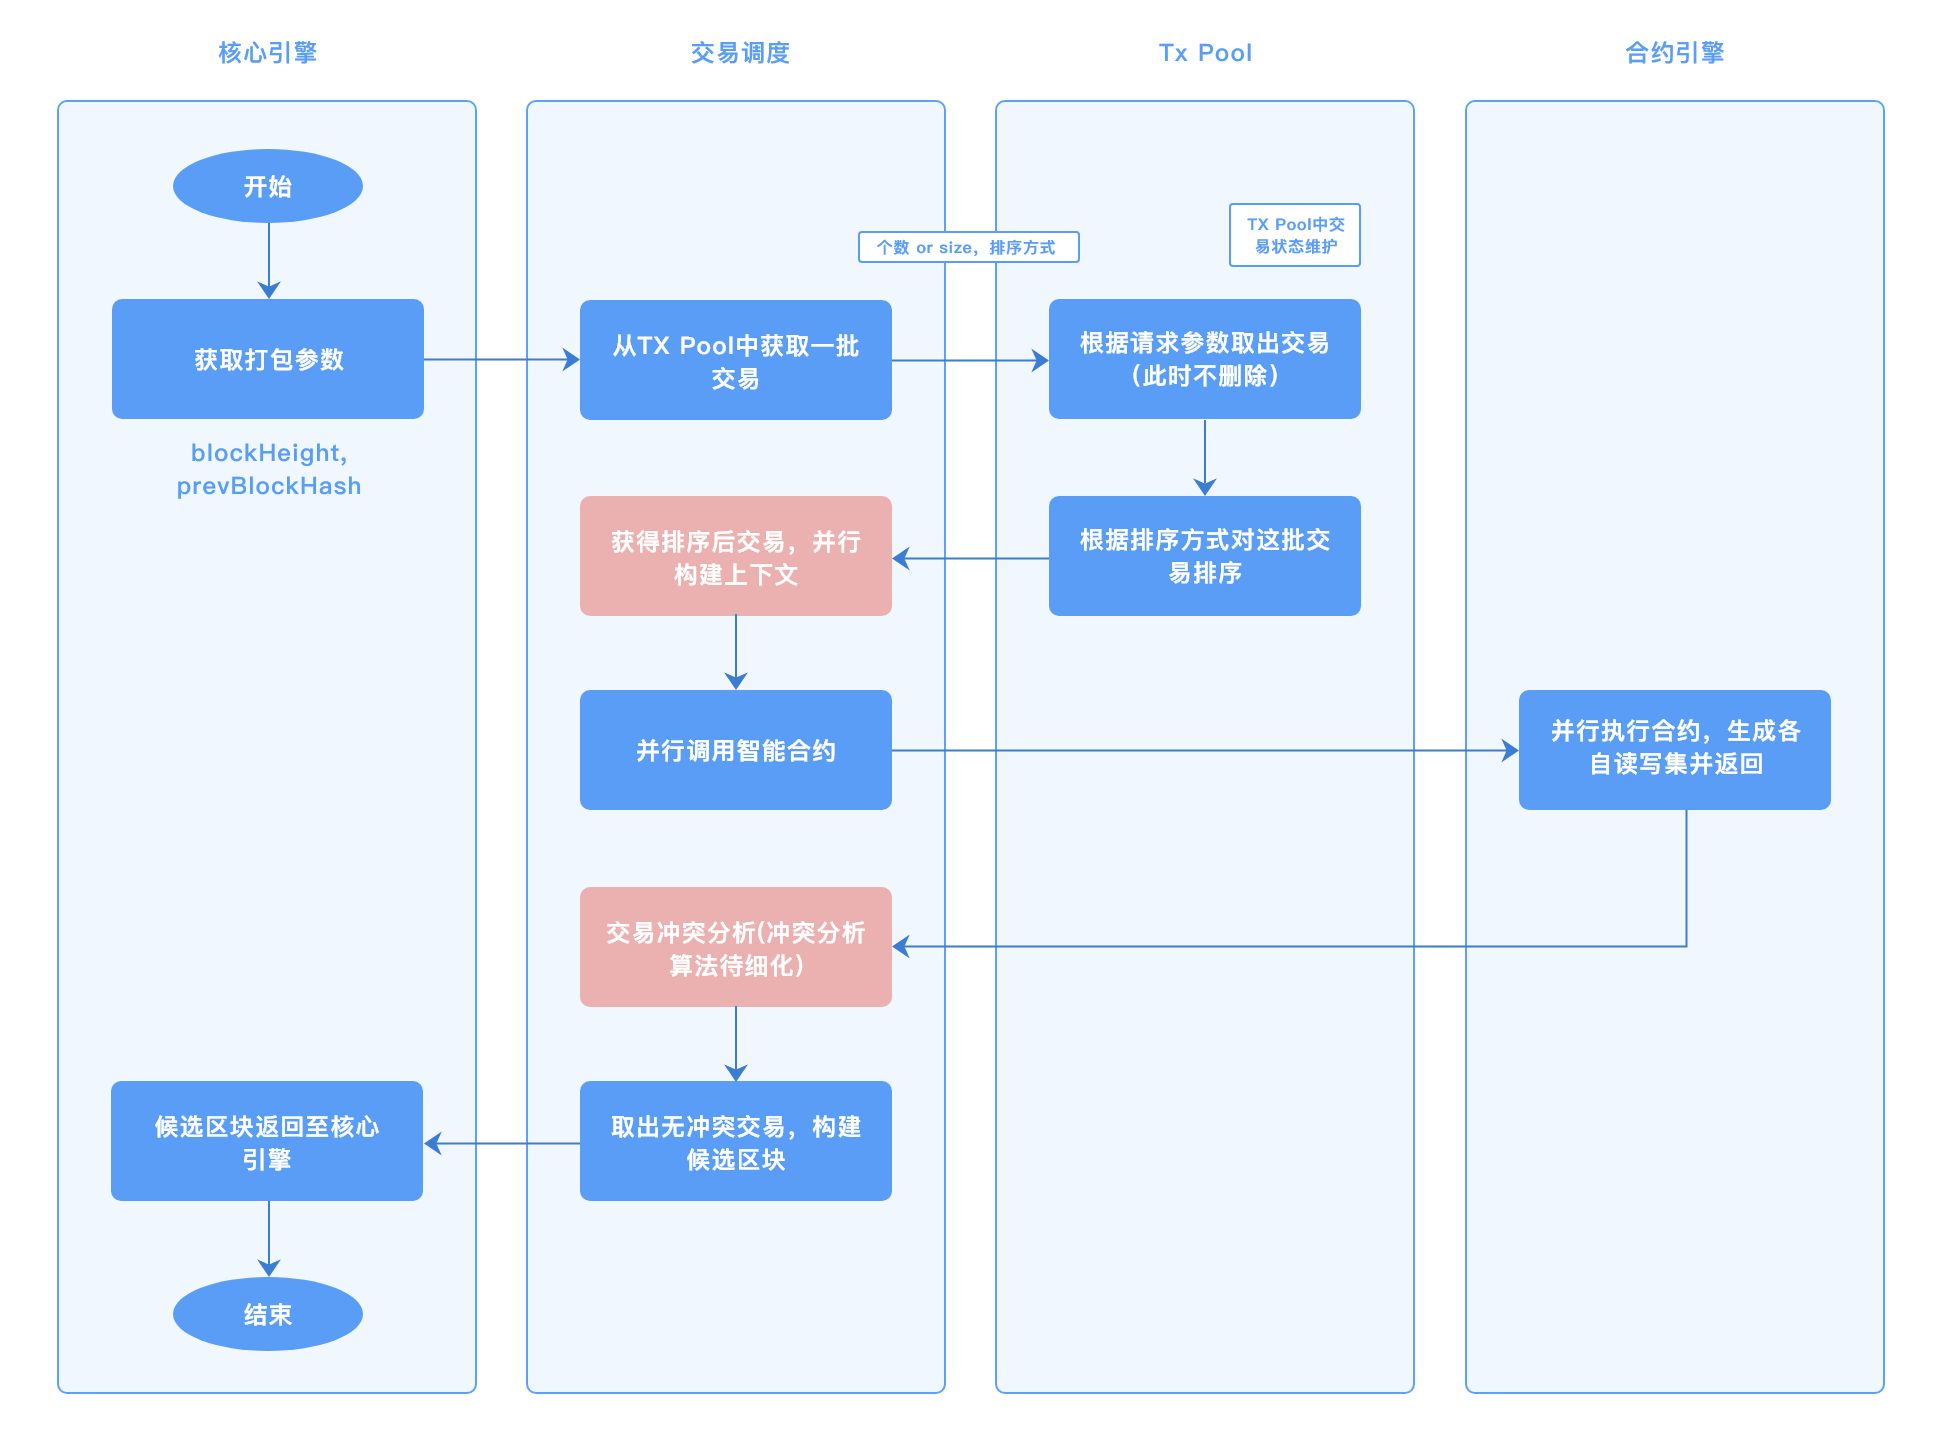 核心引擎
交易调度
Tx Pool
合约引擎
开始
个数 or size，排序方式
TX Pool中交
易状态维护
获取打包参数
从TX Pool中获取一批
交易
根据请求参数取出交易
（此时不删除）
blockHeight,
prevBlockHash
获得排序后交易，并行
构建上下文
根据排序方式对这批交
易排序
并行调用智能合约
并行执行合约，生成各
自读写集并返回
交易冲突分析(冲突分析
算法待细化）
候选区块返回至核心
引擎
取出无冲突交易，构建
候选区块
结束